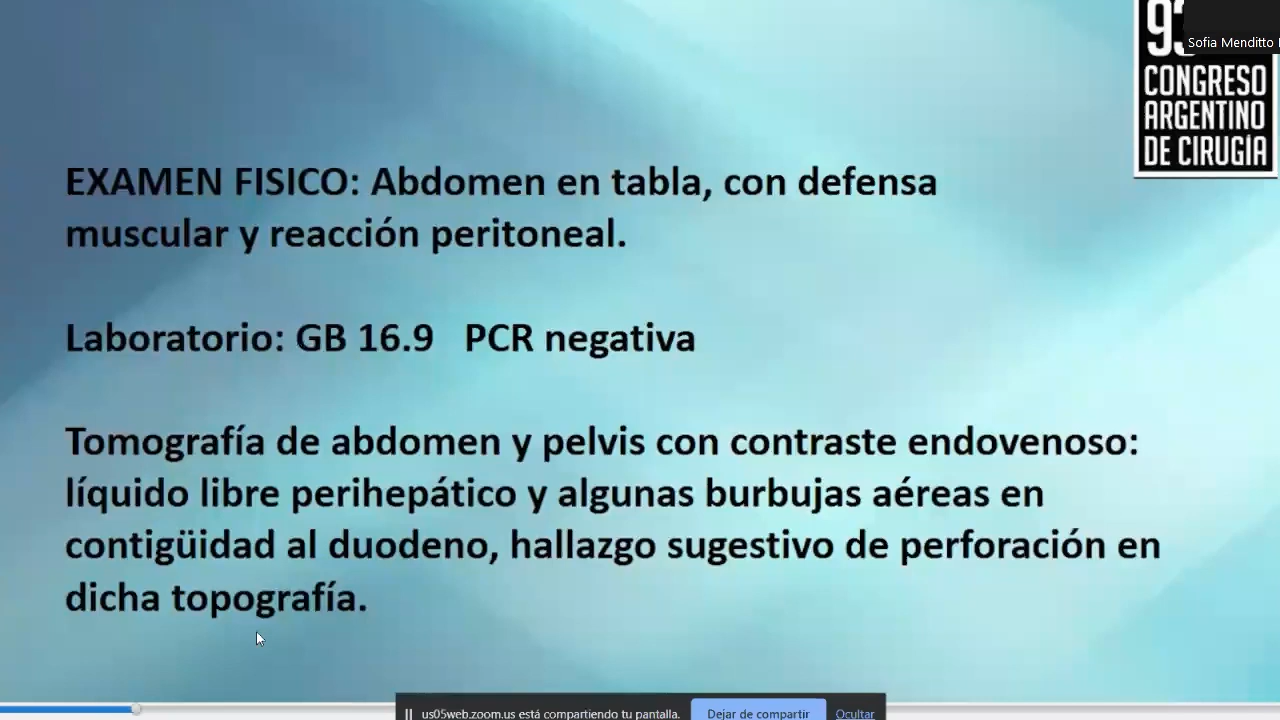 Sofia Menditto
CONGRESO
ARGENTINO
DE CIRUGÍA
EXAMEN FISICO: Abdomen en tabla, con defensa
muscular y reacción peritoneal.
Laboratorio: GB 16.9 PCR negativa
Tomografía de abdomen y pelvis con contraste endovenoso:
líquido libre perihepático y algunas burbujas aéreas en
contigüidad al duodeno, hallazgo sugestivo de perforación en
dicha topografía.
us05web.zoom.us está compartiendo tu pantalla. Dejar de compartir Ocultar